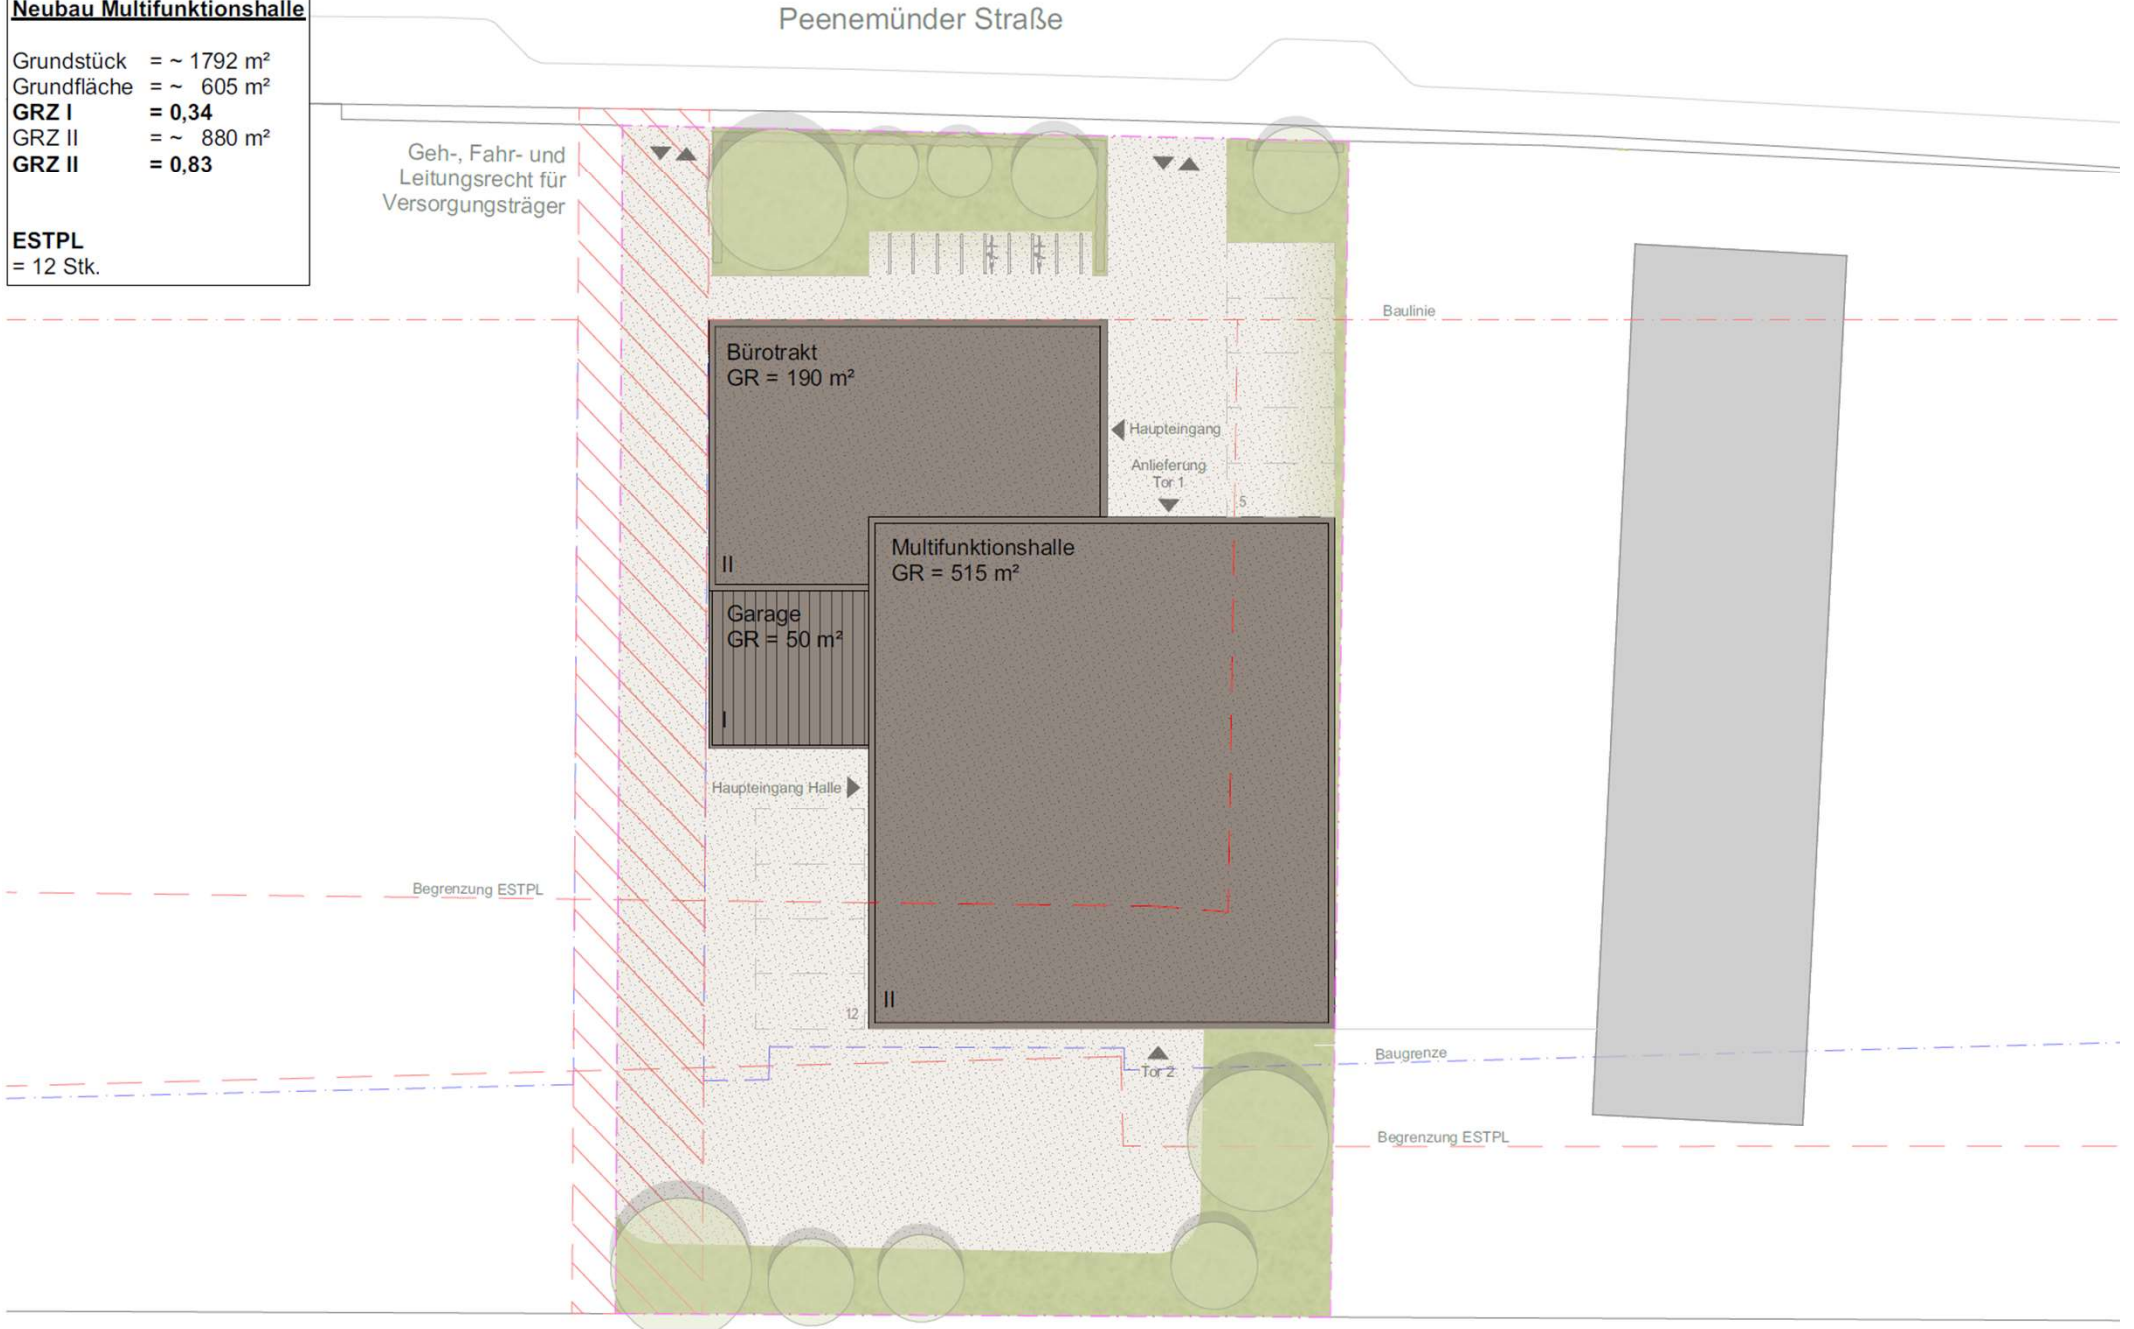 Neubau Multifunktionshalle
Grundstück = ~ 1792 m²
Grundfläche = ~ 605 m²
GRZ I = 0,34
GRZ II = ~ 880 m²
GRZ II = 0,83
ESTPL
= 12 Stk.
Peenemünder Straße
Geh-, Fahr- und
Leitungsrecht für
Versorgungsträger
Baulinie
Bürotrakt
GR = 190 m²
II
Haupteingang
Anlieferung
Tor 1
5
Multifunktionshalle
GR = 515 m²
II
Garage
GR = 50 m²
I
Haupteingang Halle
Begrenzung ESTPL
12
Baugrenze
Tor 2
Begrenzung ESTPL